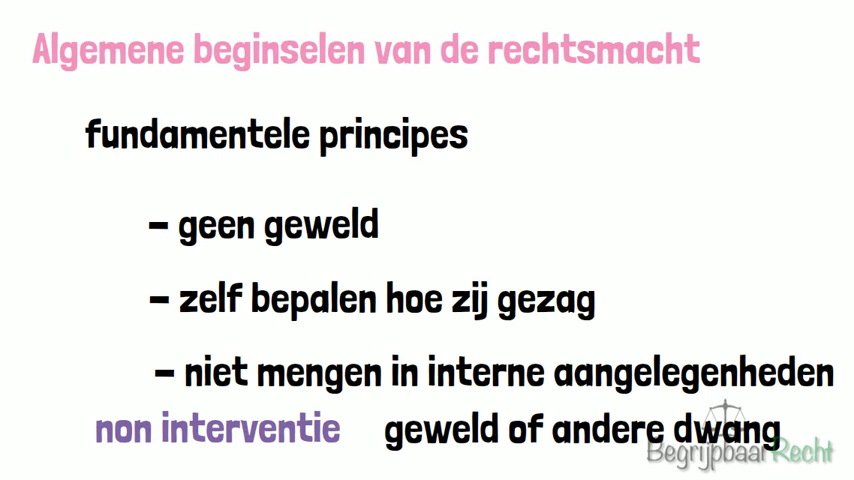 Algemene beginselen van de rechtsmacht
fundamentele principes
- geen geweld
- zelf bepalen hoe zij gezag
- niet mengen in interne aangelegenheden
non interventie geweld of andere dwang
BegrijpbaarRecht